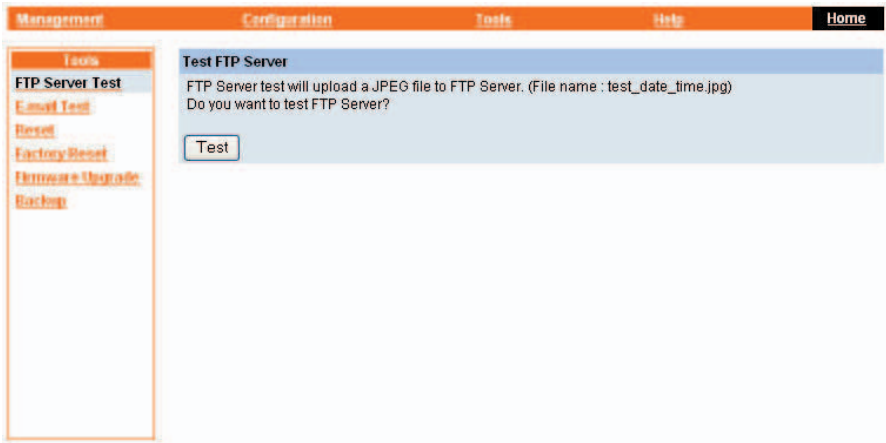 Management Configuration Tools Help Home
Tools
FTP Server Test
E-mail Test
Reset
Factory Reset
Firmware Upgrade
Backup
Test FTP Server
FTP Server test will upload a JPEG file to FTP Server. (File name : test_date_time.jpg)
Do you want to test FTP Server?
Test